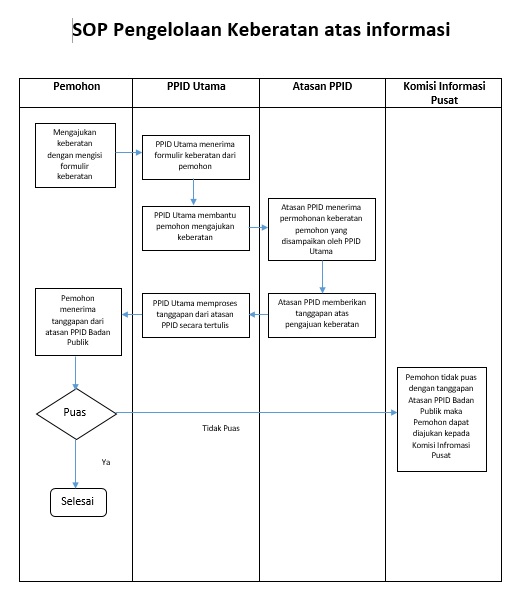 SOP Pengelolaan Keberatan atas informasi
Pemohon
PPID Utama
Atasan PPID
Komisi Informasi
Pusat
Mengajukan
keberatan
dengan mengisi
formulir
keberatan
PPID Utama menerima
formulir keberatan dari
pemohon
PPID Utama membantu
pemohon mengajukan
keberatan
Atasan PPID menerima
permohonan keberatan
pemohon yang
disampaikan oleh PPID
Utama
Atasan PPID memberikan
tanggapan atas
pengajuan keberatan
PPID Utama memproses
tanggapan dari atasan
PPID secara tertulis
Pemohon
menerima
tanggapan dari
atasan PPID Badan
Publik
Puas
Tidak Puas
Pemohon tidak puas
dengan tanggapan
Atasan PPID Badan
Publik maka
Pemohon dapat
diajukan kepada
Komisi Infromasi
Pusat
Ya
Selesai